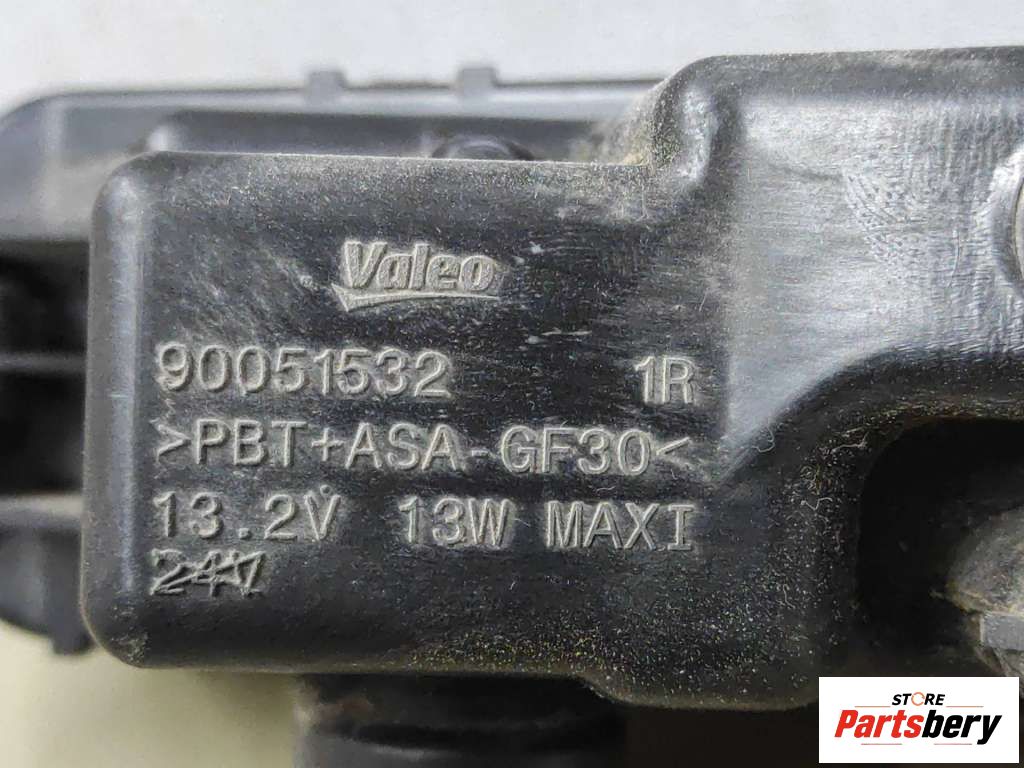 Valeo
90051532 1R
>PBT+ASA-GF30<
13.2V 13W MAXI
STORE
Partsbery